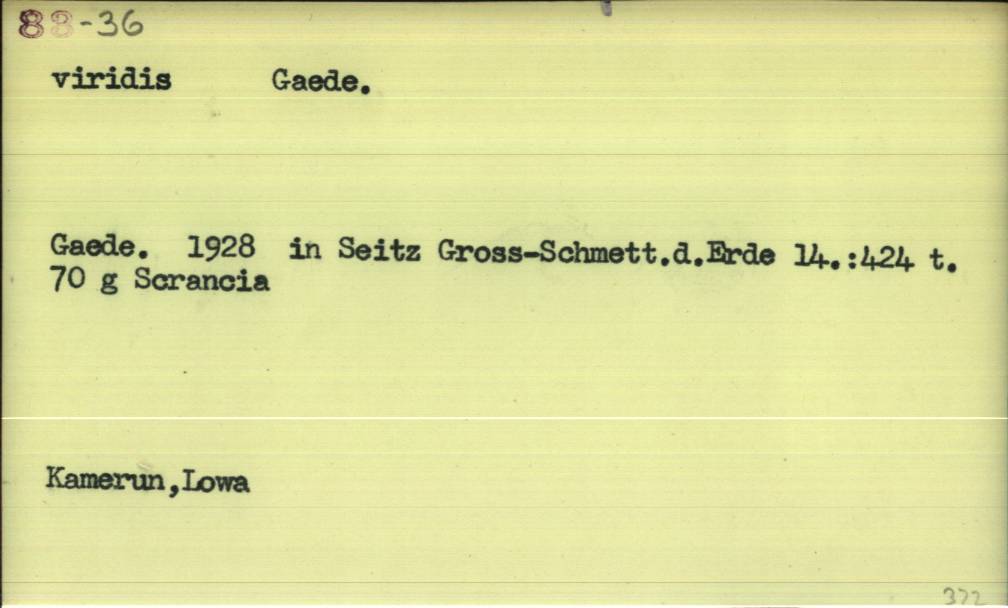 88-36
viridis Gaede.
Gaede. 1928 in Seitz Gross-Schmett.d.Erde 14.:424 t.
70 g Scrancia
Kamerun,Lowa
372